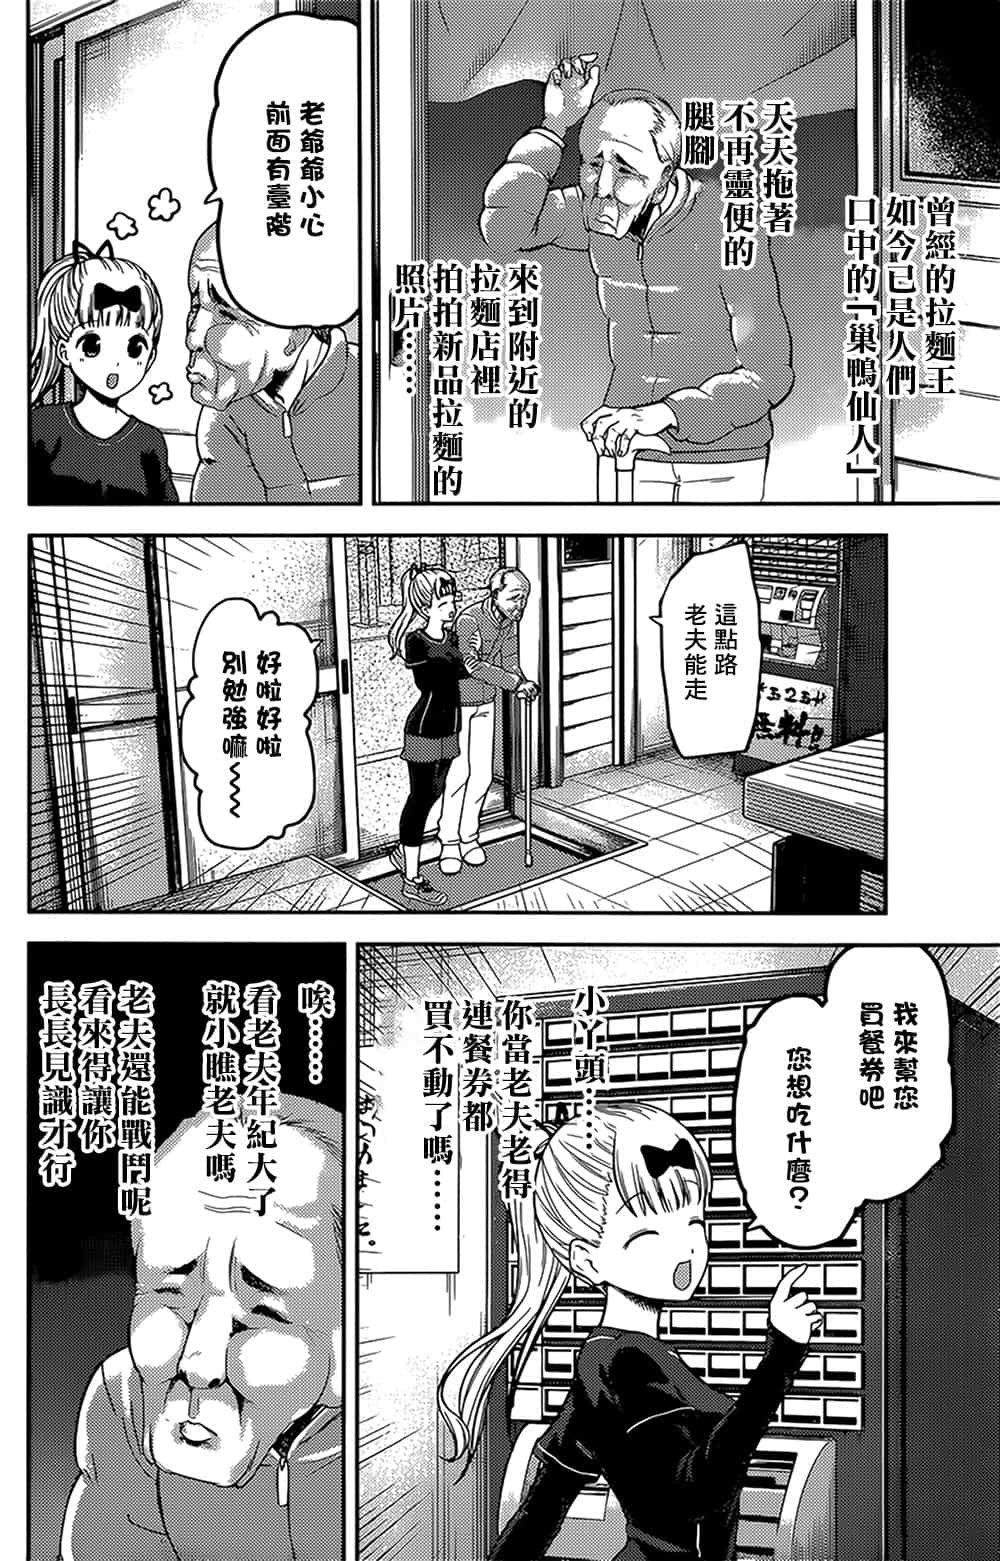 曾經的拉麵王
如今已是人們
口中的「巢鴨仙人」
天天拖著
不再靈便的
腿腳
來到附近的
拉麵店裡
拍拍新品拉麵的
照片……
老爺爺小心
前面有臺階
這點路
老夫能走
無料
好啦好啦
別勉強嘛～～～
我來幫您
買餐券吧
您想吃什麼？
小丫頭……
你當老夫老得
連餐券都
買不動了嗎……
唉……
看老夫年紀大了
就小瞧老夫嗎
老夫還能戰鬥呢
看來得讓你
長長見識才行